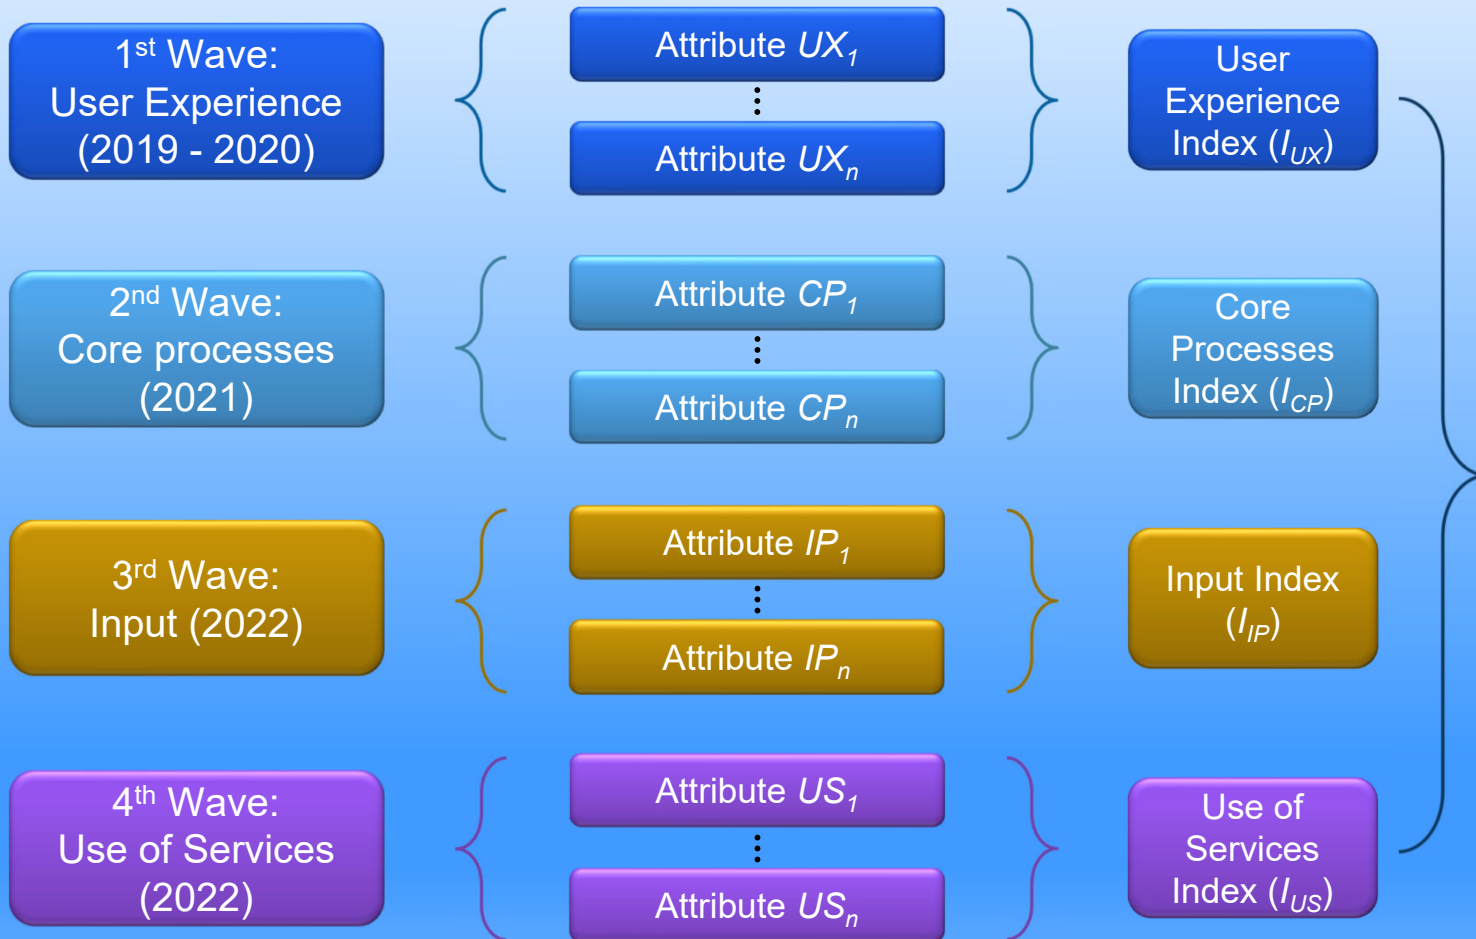 1st Wave:
User Experience
(2019 - 2020)
Attribute UX1
Attribute UXn
User
Experience
Index (IUX)
2nd Wave:
Core processes
(2021)
Attribute CP1
Attribute CPn
Core
Processes
Index (ICP)
3rd Wave:
Input (2022)
Attribute IP1
Attribute IPn
Input Index
(IIP)
4th Wave:
Use of Services
(2022)
Attribute US1
Attribute USn
Use of
Services
Index (IUS)